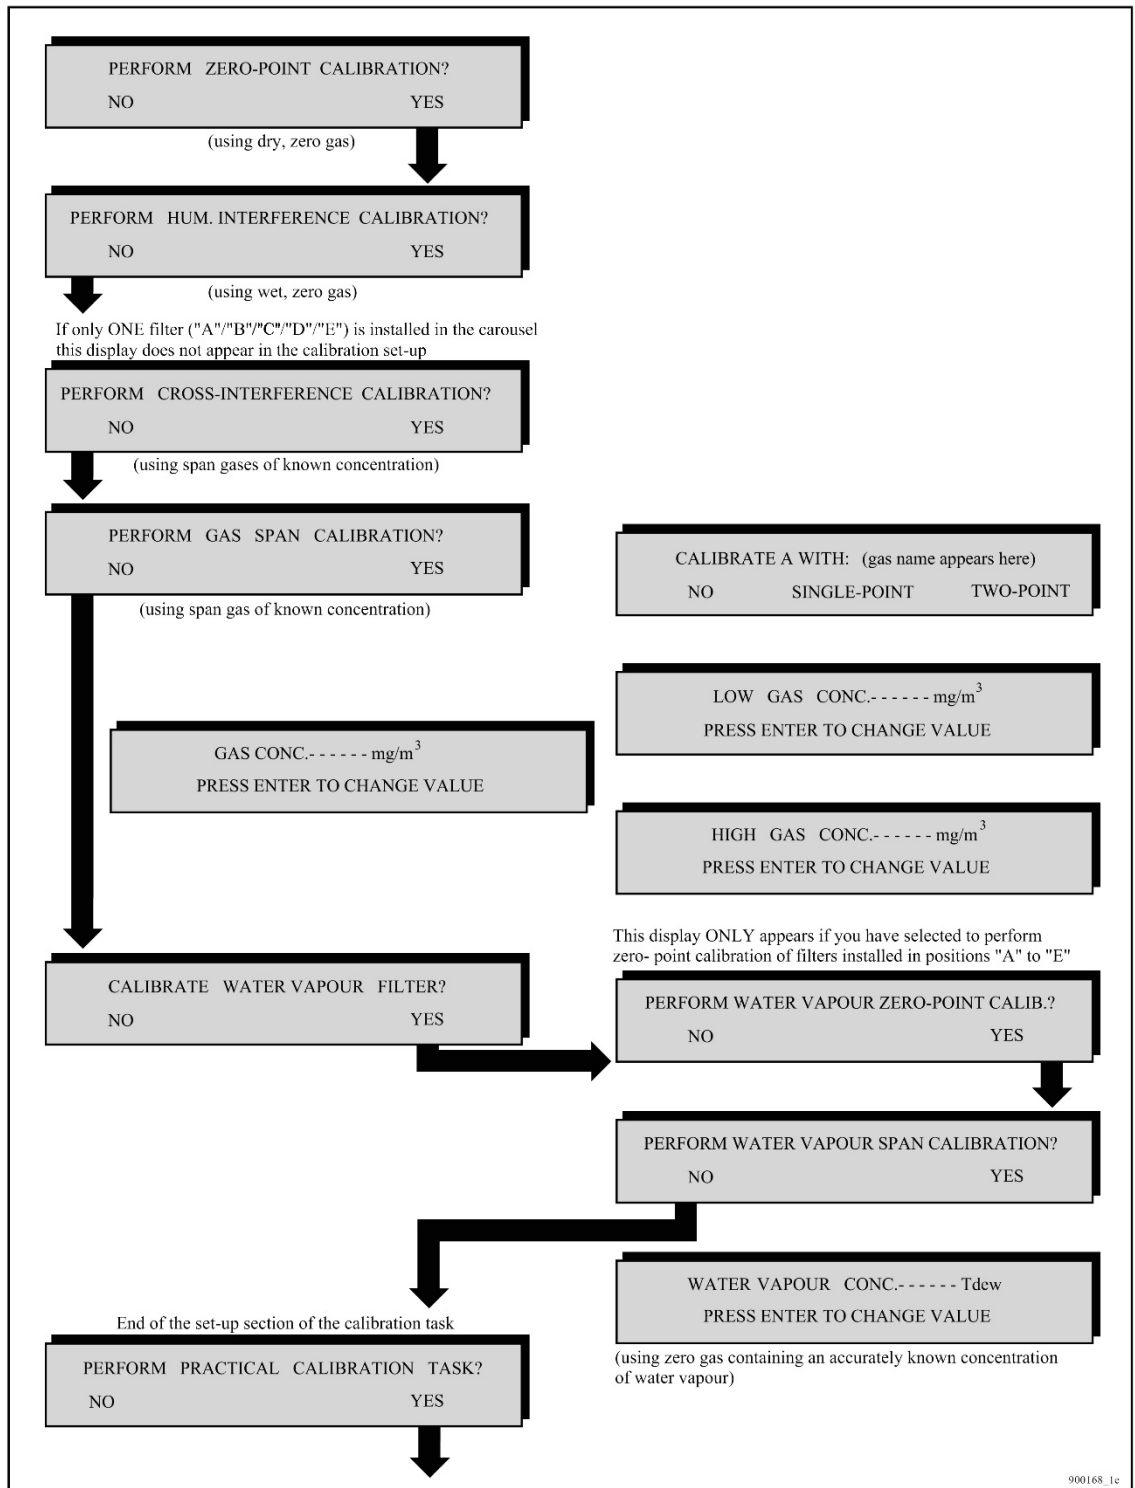 PERFORM ZERO-POINT CALIBRATION?
NO YES
(using dry, zero gas)
PERFORM HUM. INTERFERENCE CALIBRATION?
NO YES
(using wet, zero gas)
If only ONE filter ("A"/"B"/"C"/"D"/"E") is installed in the carousel
this display does not appear in the calibration set-up
PERFORM CROSS-INTERFERENCE CALIBRATION?
NO YES
(using span gases of known concentration)
PERFORM GAS SPAN CALIBRATION?
NO YES
(using span gas of known concentration)
CALIBRATE A WITH: (gas name appears here)
NO SINGLE-POINT TWO-POINT
LOW GAS CONC.- - - - - - mg/m³
PRESS ENTER TO CHANGE VALUE
GAS CONC.- - - - - - mg/m³
PRESS ENTER TO CHANGE VALUE
HIGH GAS CONC.- - - - - - mg/m³
PRESS ENTER TO CHANGE VALUE
CALIBRATE WATER VAPOUR FILTER?
NO YES
This display ONLY appears if you have selected to perform
zero- point calibration of filters installed in positions "A" to "E"
PERFORM WATER VAPOUR ZERO-POINT CALIB.?
NO YES
PERFORM WATER VAPOUR SPAN CALIBRATION?
NO YES
WATER VAPOUR CONC.- - - - - - Tdew
PRESS ENTER TO CHANGE VALUE
(using zero gas containing an accurately known concentration
of water vapour)
End of the set-up section of the calibration task
PERFORM PRACTICAL CALIBRATION TASK?
NO YES
900168_1e